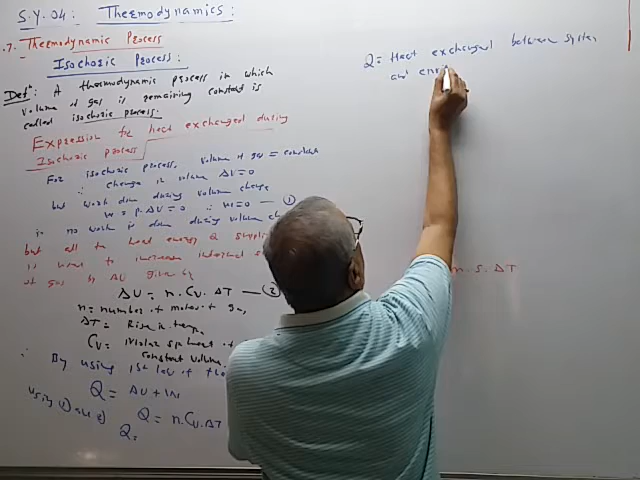 S.Y.04: Thermodynamics:
.7. Thermodynamic Process
Isochoric Process:
Defn: A thermodynamic process in which
volume of gas is remaining constant is
called isochoric process.
Expression for heat exchanged during
Isochoric process
For isochoric process, volume of gas = constant
∴ change in volume ΔV=0
but work done during volume change
W = P.ΔV=0 ∴ W=0 — ①
is no work is done during volume
but all the heat energy Q
is used to increase internal
of gas by ΔU given by
ΔU = n.Cv.ΔT — ②
n = number of moles of gas,
ΔT = Rise in temp,
Cv = Molar sp. heat of
constant volume.
∴ By using 1st law of
Q = ΔU + W
using ① and ② Q = n.Cv.ΔT
Q =
Q = Heat exchanged between system
and
n.S.ΔT